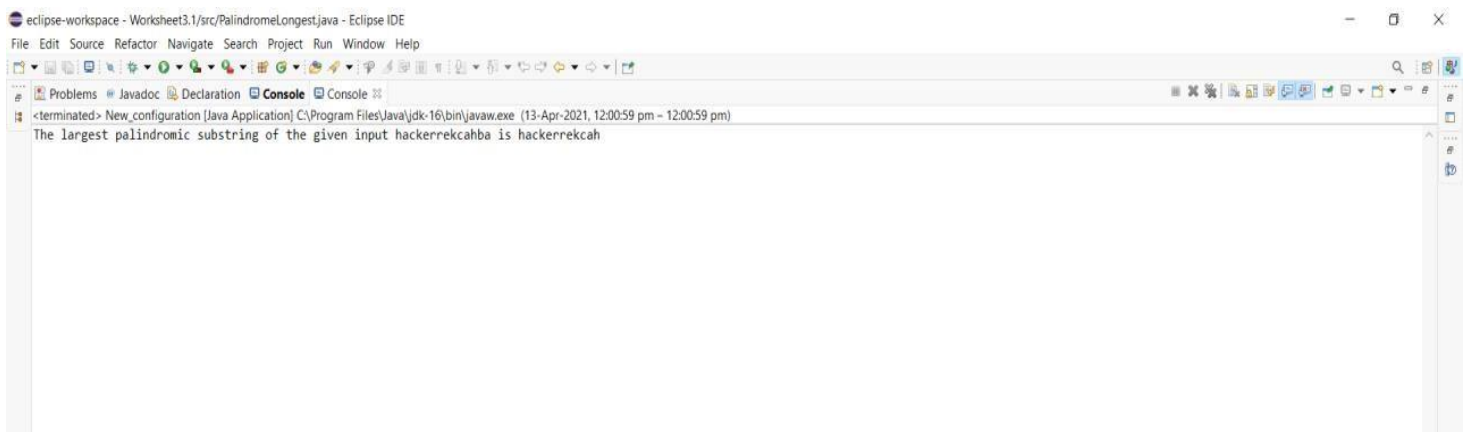 eclipse-workspace - Worksheet3.1/src/PalindromeLongest.java - Eclipse IDE
File Edit Source Refactor Navigate Search Project Run Window Help
Problems Javadoc Declaration Console Console
<terminated> New_configuration [Java Application] C:\Program Files\Java\jdk-16\bin\javaw.exe (13-Apr-2021, 12:00:59 pm – 12:00:59 pm)
The largest palindromic substring of the given input hackerrekcahba is hackerrekcah